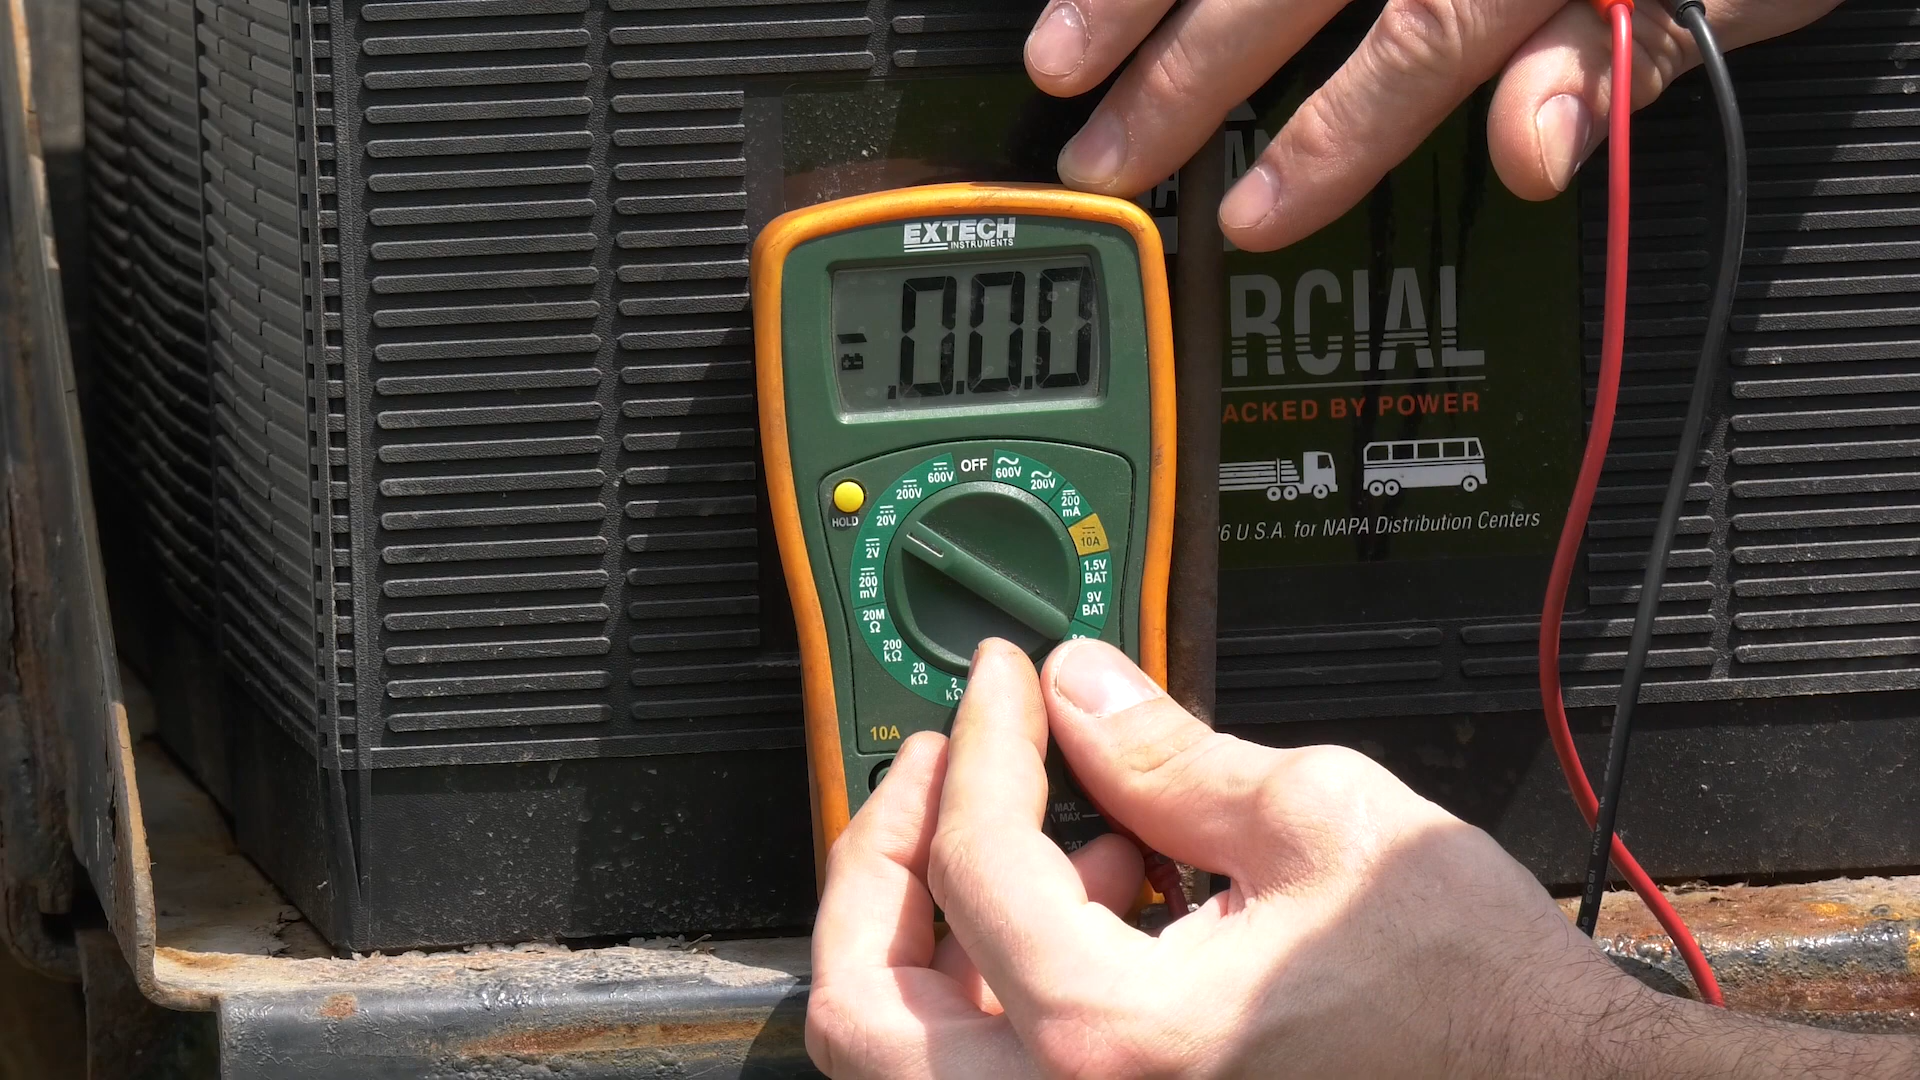 EXTECH
INSTRUMENTS
.0.0.0
OFF
600V
200V
200
mA
10A
1.5V
BAT
9V
BAT
600V
200V
20V
2V
200
mV
20M
Ω
200
kΩ
20
kΩ
2
kΩ
HOLD
10A
MAX
MAX
RCIAL
ACKED BY POWER
6 U.S.A. for NAPA Distribution Centers